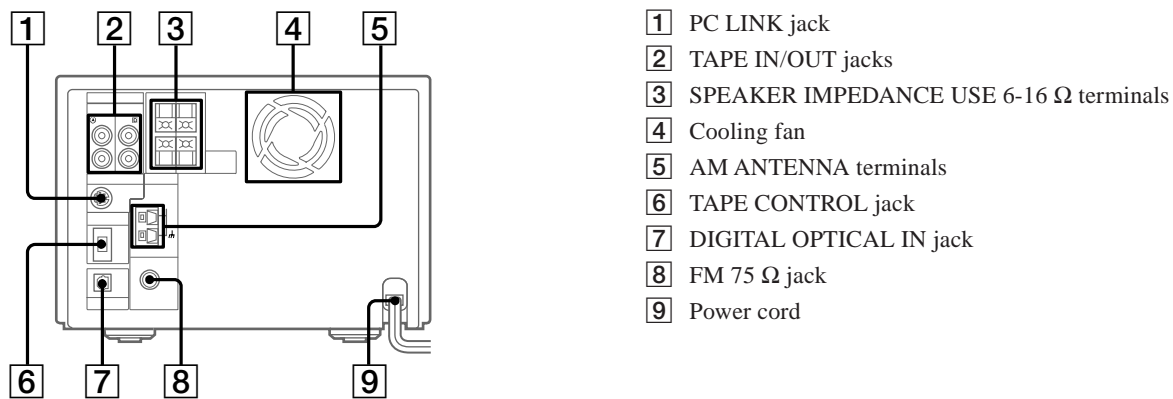 1 2 3 4 5
6 7 8 9
1 PC LINK jack
2 TAPE IN/OUT jacks
3 SPEAKER IMPEDANCE USE 6-16 Ω terminals
4 Cooling fan
5 AM ANTENNA terminals
6 TAPE CONTROL jack
7 DIGITAL OPTICAL IN jack
8 FM 75 Ω jack
9 Power cord